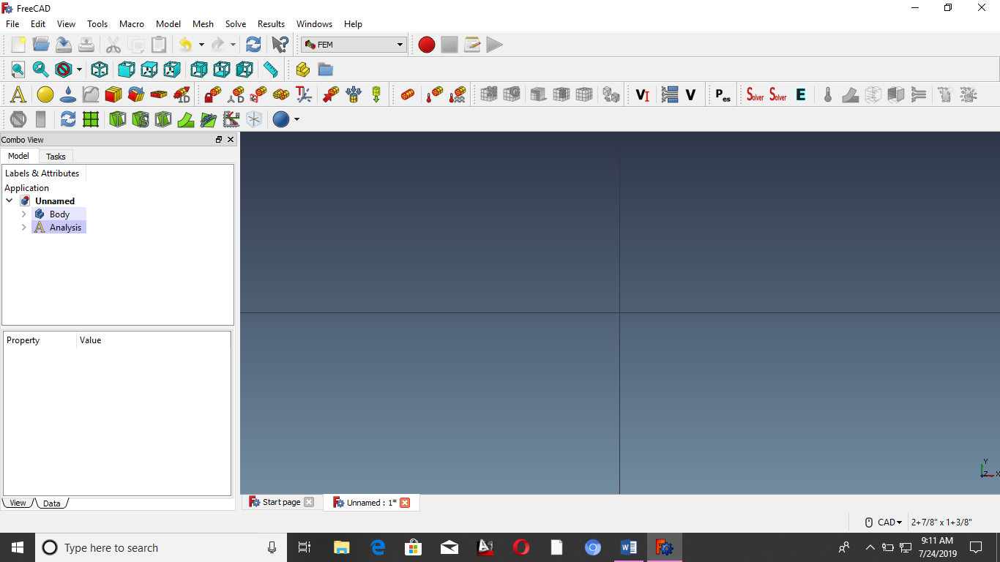 FreeCAD
File Edit View Tools Macro Model Mesh Solve Results Windows Help
FEM
A 1D D VI V Pes Solver Solver E
S
Combo View
Model Tasks
Labels & Attributes
Application
Unnamed
Body
A Analysis
Property Value
View Data
Y
Z X
Start page Unnamed : 1*
CAD 2+7/8" x 1+3/8"
Type here to search
9:11 AM
7/24/2019